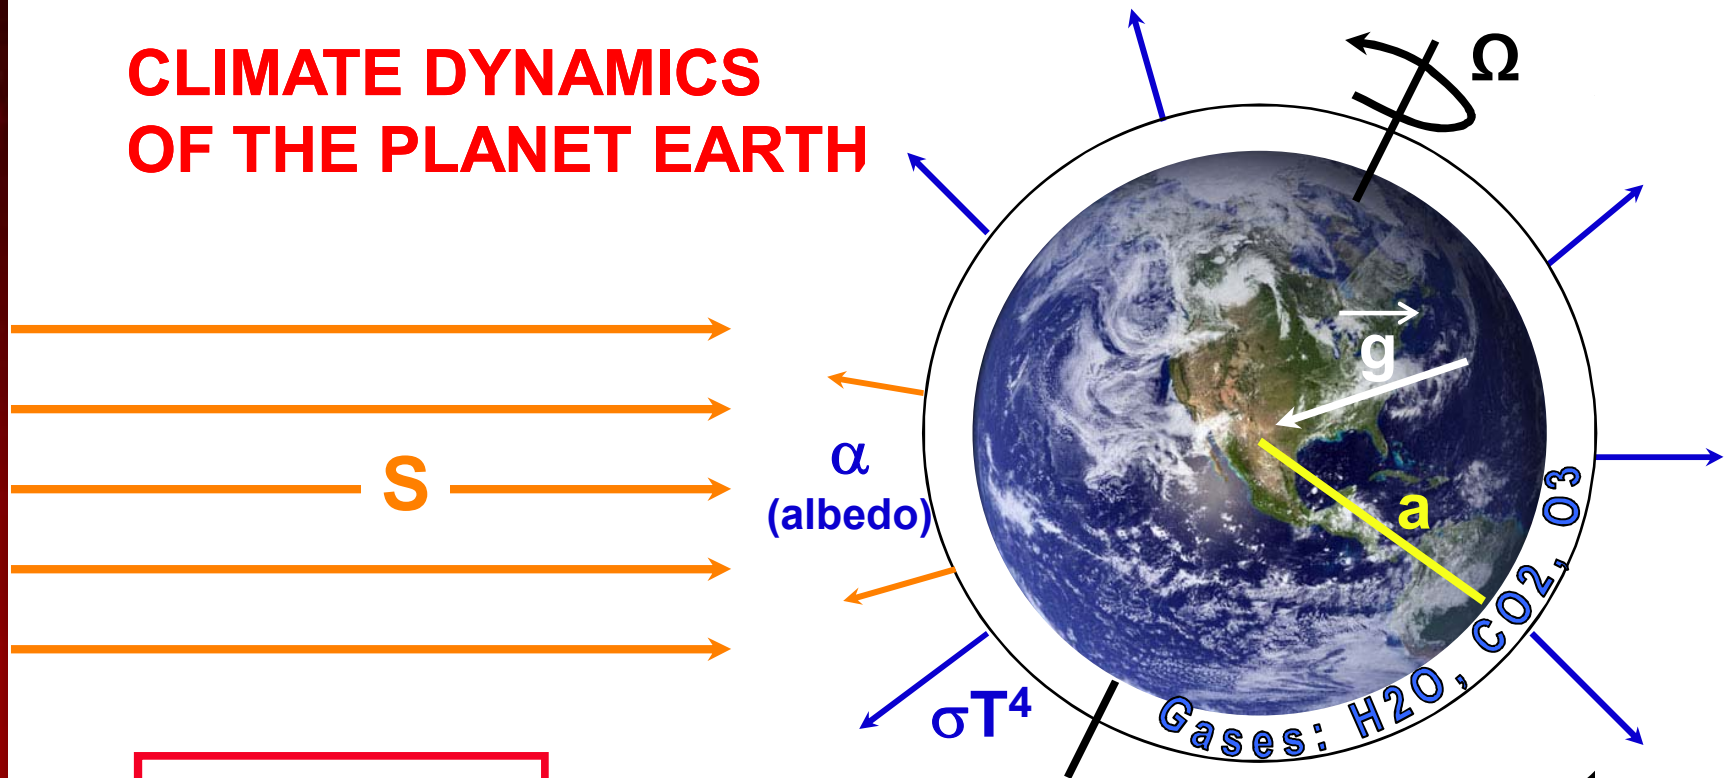 CLIMATE DYNAMICS
OF THE PLANET EARTH
Ω
g
S
α
(albedo)
a
σT⁴
Gases: H2O, CO2, O3